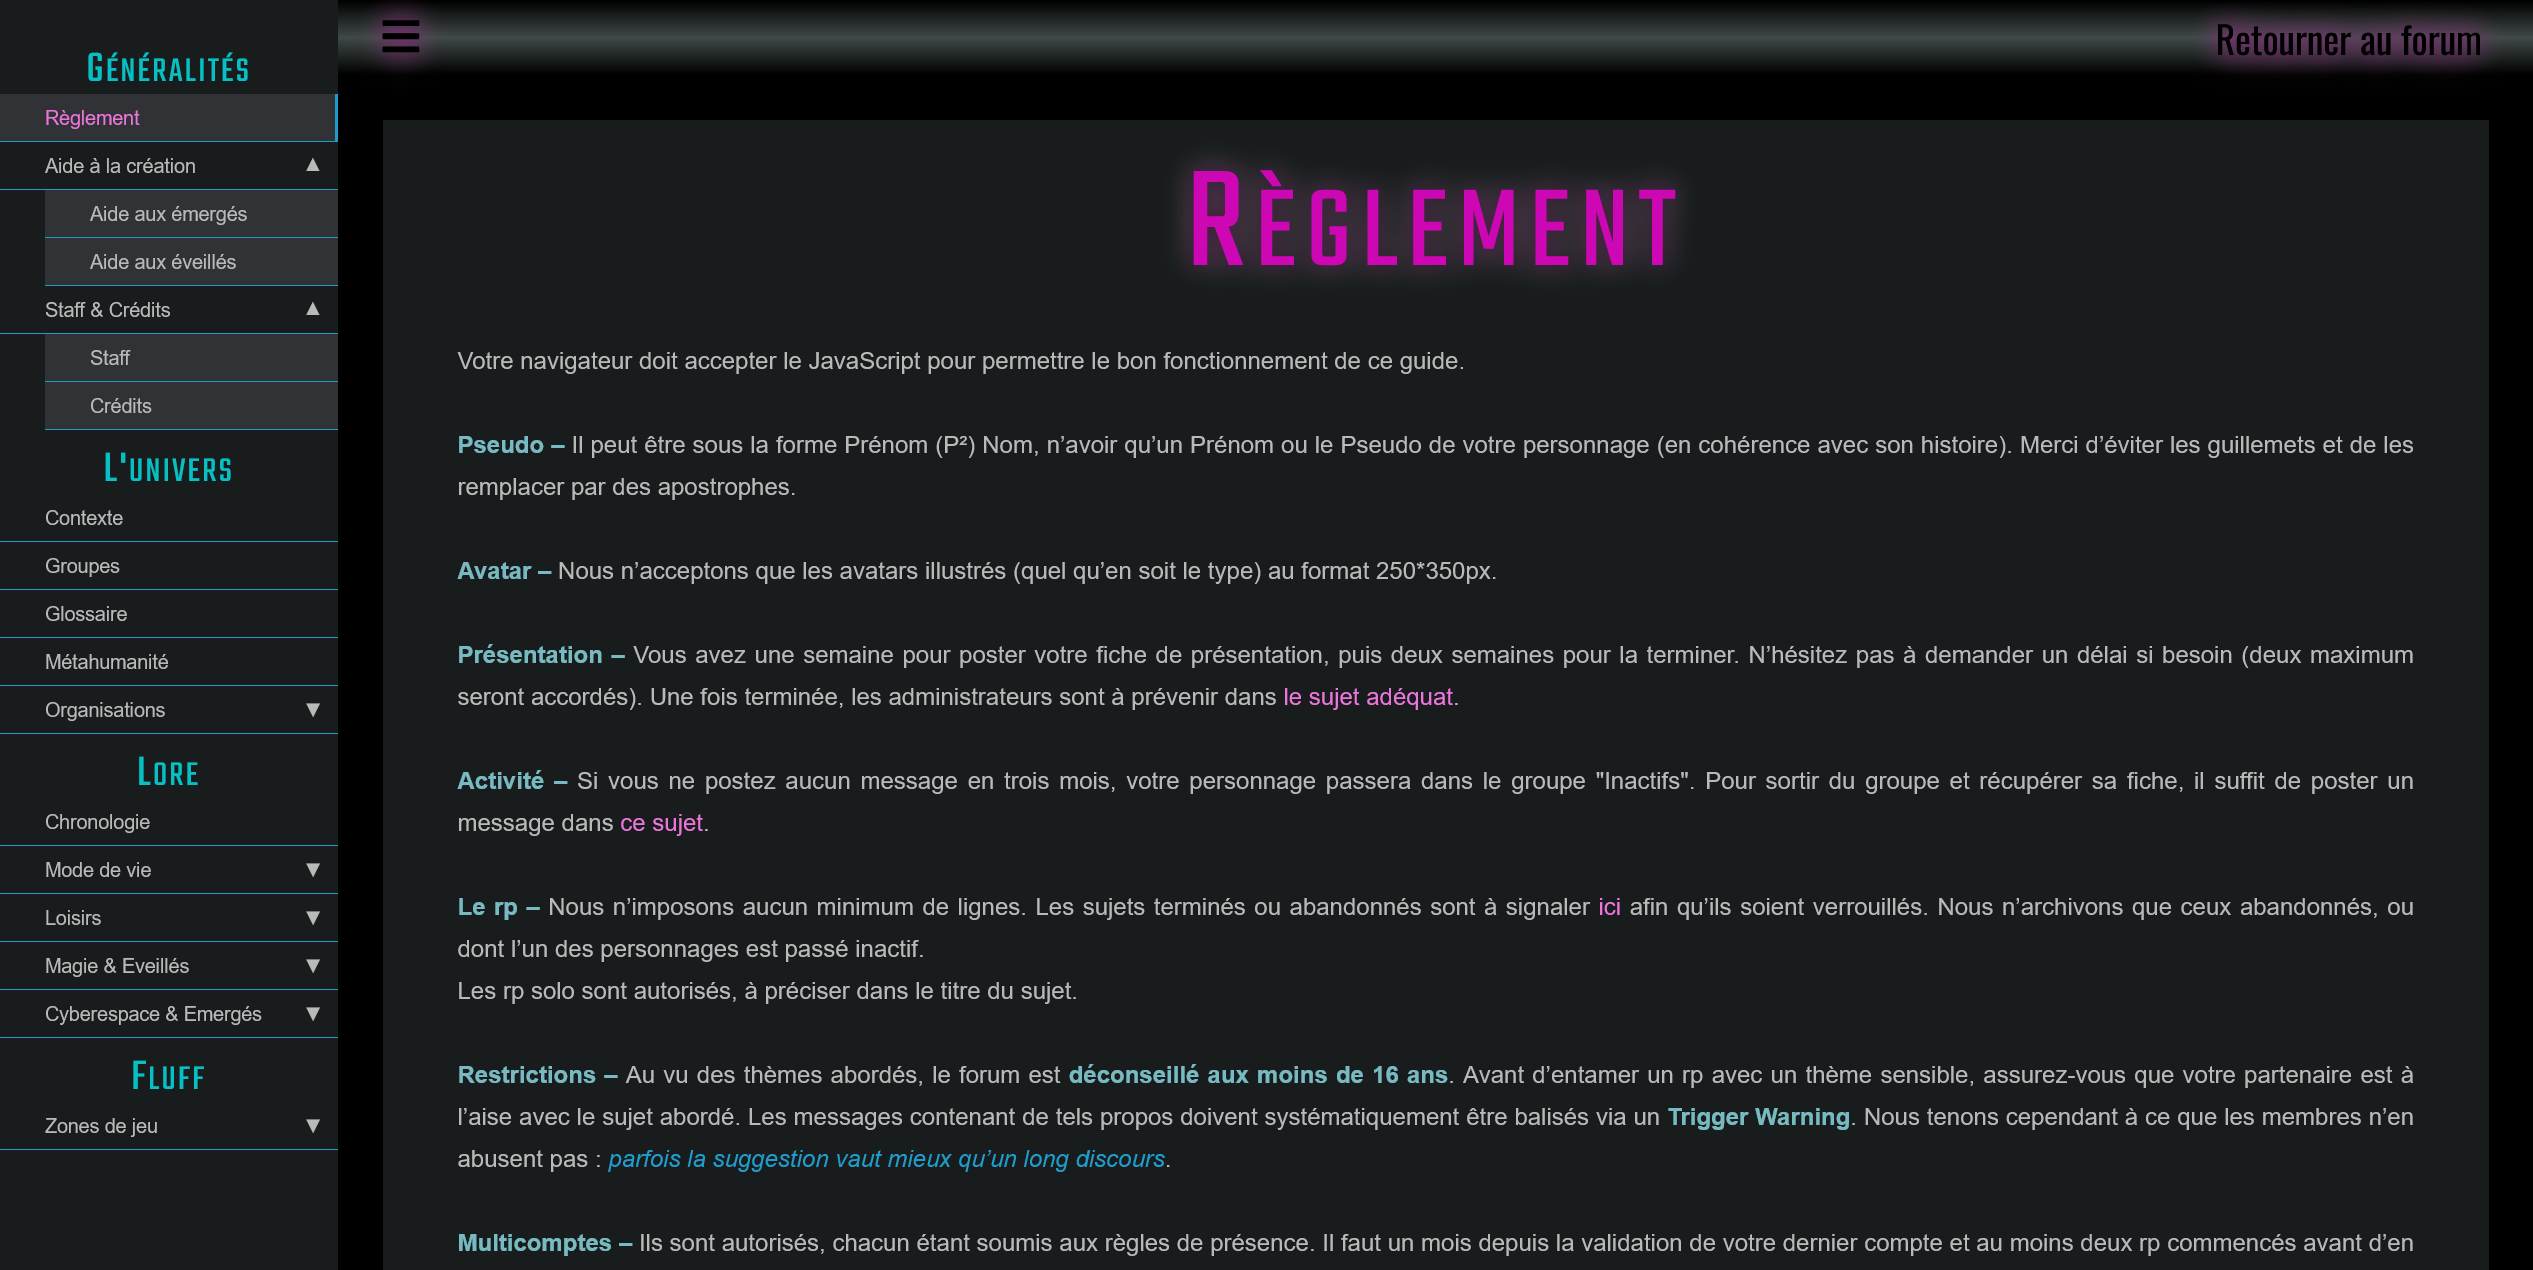 Généralités
Règlement
Aide à la création ▲
Aide aux émergés
Aide aux éveillés
Staff & Crédits ▲
Staff
Crédits
L'univers
Contexte
Groupes
Glossaire
Métahumanité
Organisations ▼
Lore
Chronologie
Mode de vie ▼
Loisirs ▼
Magie & Eveillés ▼
Cyberespace & Emergés ▼
Fluff
Zones de jeu ▼
Retourner au forum
Règlement
Votre navigateur doit accepter le JavaScript pour permettre le bon fonctionnement de ce guide.
Pseudo – Il peut être sous la forme Prénom (P²) Nom, n’avoir qu’un Prénom ou le Pseudo de votre personnage (en cohérence avec son histoire). Merci d’éviter les guillemets et de les
remplacer par des apostrophes.
Avatar – Nous n’acceptons que les avatars illustrés (quel qu’en soit le type) au format 250*350px.
Présentation – Vous avez une semaine pour poster votre fiche de présentation, puis deux semaines pour la terminer. N’hésitez pas à demander un délai si besoin (deux maximum
seront accordés). Une fois terminée, les administrateurs sont à prévenir dans le sujet adéquat.
Activité – Si vous ne postez aucun message en trois mois, votre personnage passera dans le groupe "Inactifs". Pour sortir du groupe et récupérer sa fiche, il suffit de poster un
message dans ce sujet.
Le rp – Nous n’imposons aucun minimum de lignes. Les sujets terminés ou abandonnés sont à signaler ici afin qu’ils soient verrouillés. Nous n’archivons que ceux abandonnés, ou
dont l’un des personnages est passé inactif.
Les rp solo sont autorisés, à préciser dans le titre du sujet.
Restrictions – Au vu des thèmes abordés, le forum est déconseillé aux moins de 16 ans. Avant d’entamer un rp avec un thème sensible, assurez-vous que votre partenaire est à
l’aise avec le sujet abordé. Les messages contenant de tels propos doivent systématiquement être balisés via un Trigger Warning. Nous tenons cependant à ce que les membres n’en
abusent pas : parfois la suggestion vaut mieux qu’un long discours.
Multicomptes – Ils sont autorisés, chacun étant soumis aux règles de présence. Il faut un mois depuis la validation de votre dernier compte et au moins deux rp commencés avant d’en